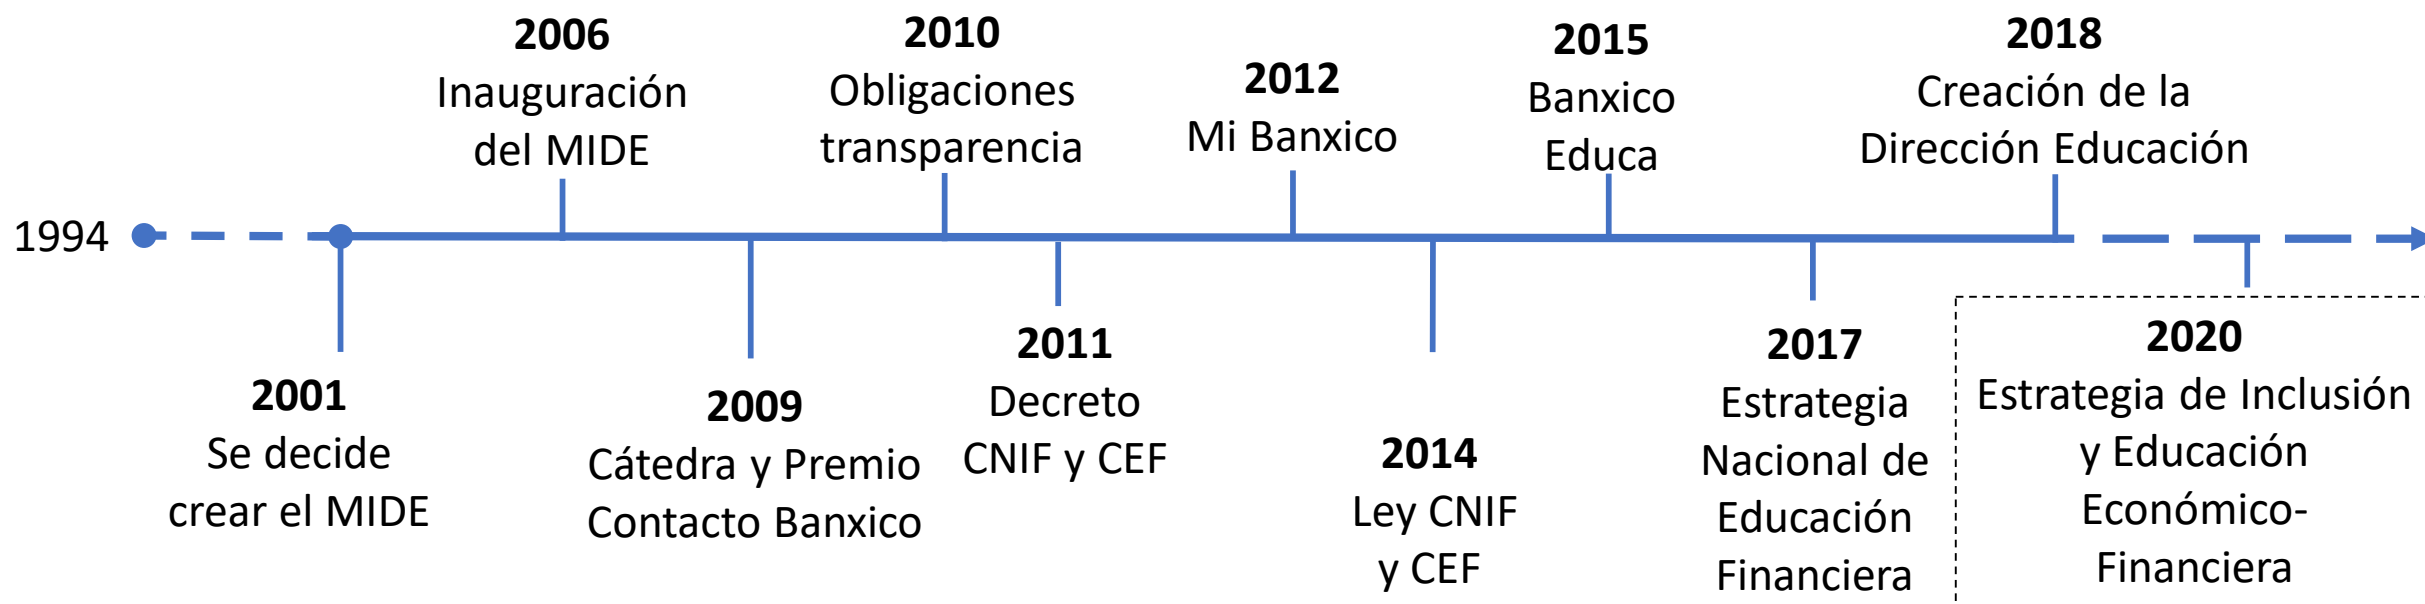 1994
2001
Se decide
crear el MIDE
2006
Inauguración
del MIDE
2009
Cátedra y Premio
Contacto Banxico
2010
Obligaciones
transparencia
2011
Decreto
CNIF y CEF
2012
Mi Banxico
2014
Ley CNIF
y CEF
2015
Banxico
Educa
2017
Estrategia
Nacional de
Educación
Financiera
2018
Creación de la
Dirección Educación
2020
Estrategia de Inclusión
y Educación
Económico-
Financiera